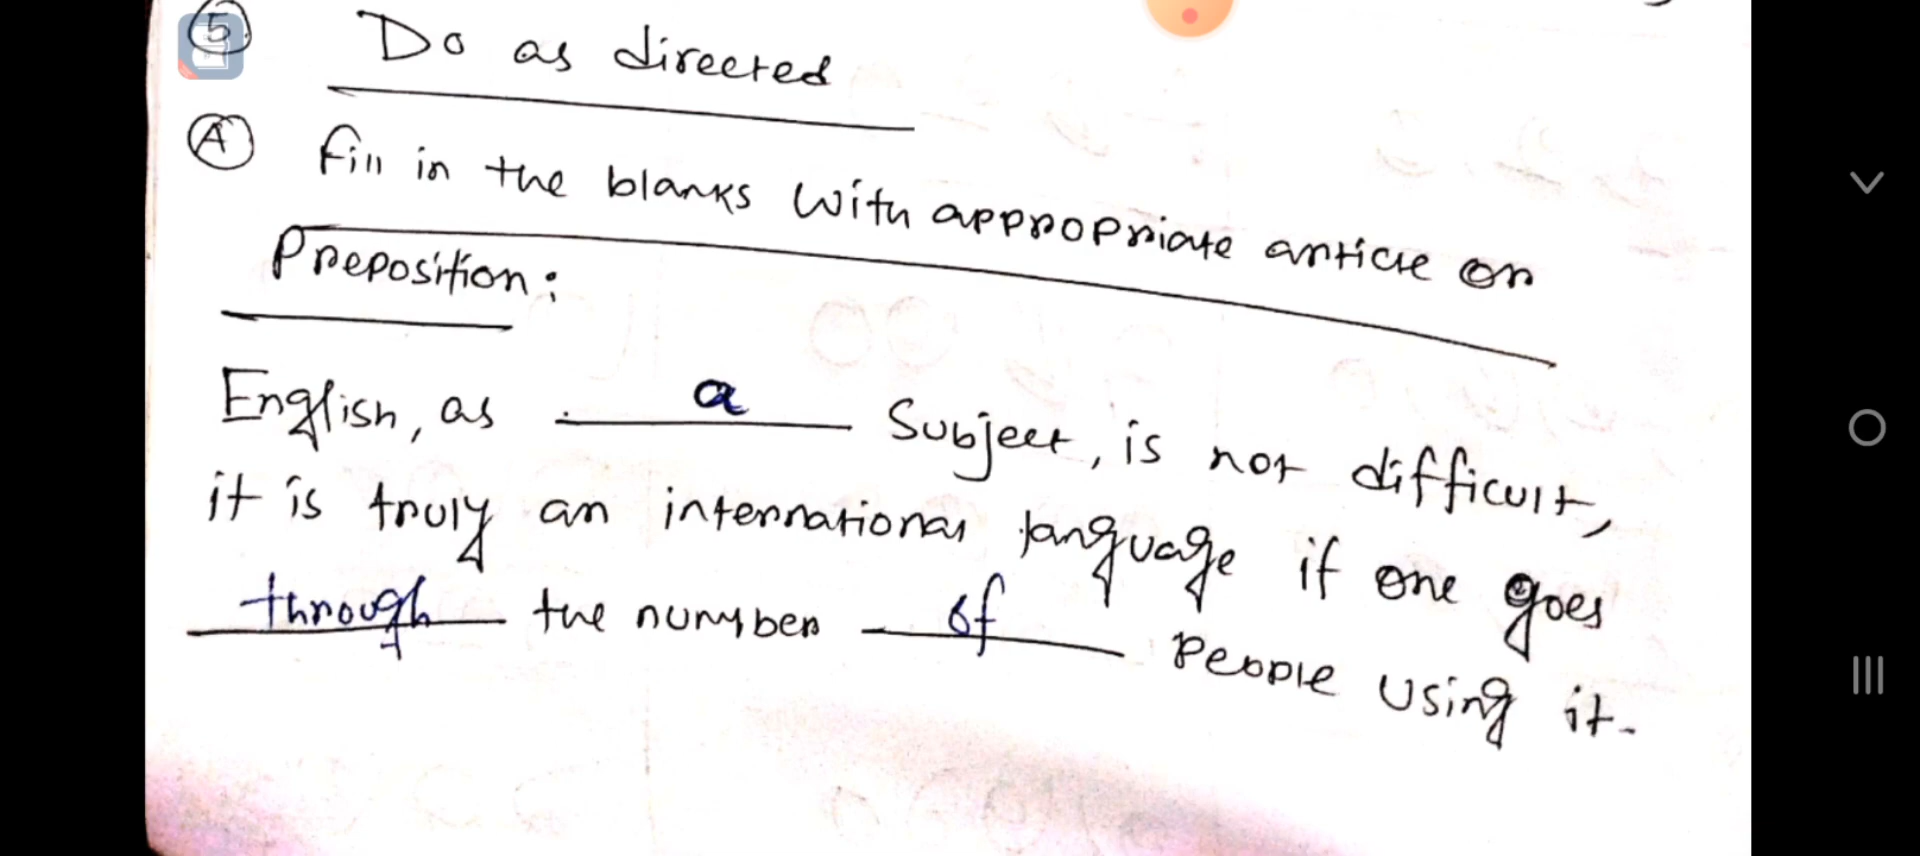 5 Do as directed
A Fill in the blanks with appropriate article or
Preposition:
English, as a Subject, is not difficult,
it is truly an international language if one goes
through the number of People using it.